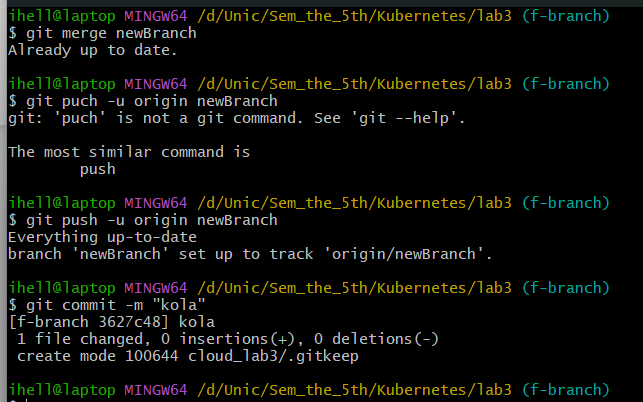 ihell@laptop MINGW64 /d/Unic/Sem_the_5th/Kubernetes/lab3 (f-branch)
$ git merge newBranch
Already up to date.
ihell@laptop MINGW64 /d/Unic/Sem_the_5th/Kubernetes/lab3 (f-branch)
$ git puch -u origin newBranch
git: 'puch' is not a git command. See 'git --help'.
The most similar command is
push
ihell@laptop MINGW64 /d/Unic/Sem_the_5th/Kubernetes/lab3 (f-branch)
$ git push -u origin newBranch
Everything up-to-date
branch 'newBranch' set up to track 'origin/newBranch'.
ihell@laptop MINGW64 /d/Unic/Sem_the_5th/Kubernetes/lab3 (f-branch)
$ git commit -m "kola"
[f-branch 3627c48] kola
1 file changed, 0 insertions(+), 0 deletions(-)
create mode 100644 cloud_lab3/.gitkeep
ihell@laptop MINGW64 /d/Unic/Sem_the_5th/Kubernetes/lab3 (f-branch)